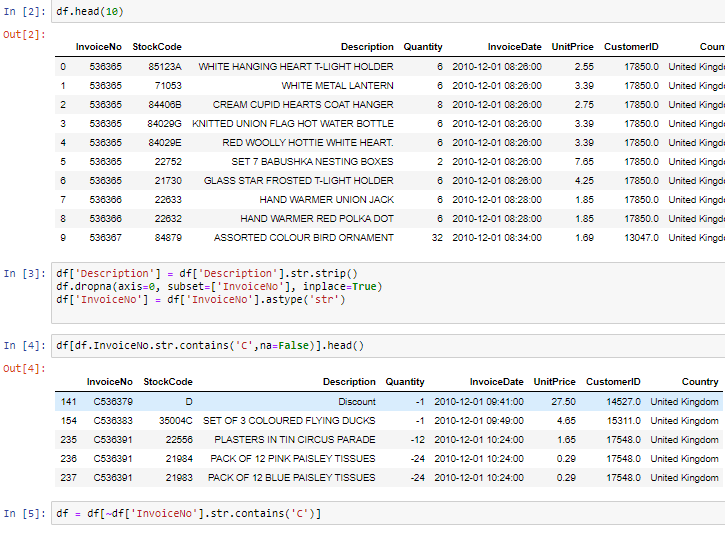 In [2]: df.head(10)
Out[2]:
InvoiceNo StockCode Description Quantity InvoiceDate UnitPrice CustomerID Coun
0 536365 85123A WHITE HANGING HEART T-LIGHT HOLDER 6 2010-12-01 08:26:00 2.55 17850.0 United Kingd
1 536365 71053 WHITE METAL LANTERN 6 2010-12-01 08:26:00 3.39 17850.0 United Kingd
2 536365 84406B CREAM CUPID HEARTS COAT HANGER 8 2010-12-01 08:26:00 2.75 17850.0 United Kingd
3 536365 84029G KNITTED UNION FLAG HOT WATER BOTTLE 6 2010-12-01 08:26:00 3.39 17850.0 United Kingd
4 536365 84029E RED WOOLLY HOTTIE WHITE HEART. 6 2010-12-01 08:26:00 3.39 17850.0 United Kingd
5 536365 22752 SET 7 BABUSHKA NESTING BOXES 2 2010-12-01 08:26:00 7.65 17850.0 United Kingd
6 536365 21730 GLASS STAR FROSTED T-LIGHT HOLDER 6 2010-12-01 08:26:00 4.25 17850.0 United Kingd
7 536366 22633 HAND WARMER UNION JACK 6 2010-12-01 08:28:00 1.85 17850.0 United Kingd
8 536366 22632 HAND WARMER RED POLKA DOT 6 2010-12-01 08:28:00 1.85 17850.0 United Kingd
9 536367 84879 ASSORTED COLOUR BIRD ORNAMENT 32 2010-12-01 08:34:00 1.69 13047.0 United Kingd
In [3]: df['Description'] = df['Description'].str.strip()
df.dropna(axis=0, subset=['InvoiceNo'], inplace=True)
df['InvoiceNo'] = df['InvoiceNo'].astype('str')
In [4]: df[df.InvoiceNo.str.contains('C',na=False)].head()
Out[4]:
InvoiceNo StockCode Description Quantity InvoiceDate UnitPrice CustomerID Country
141 C536379 D Discount -1 2010-12-01 09:41:00 27.50 14527.0 United Kingdom
154 C536383 35004C SET OF 3 COLOURED FLYING DUCKS -1 2010-12-01 09:49:00 4.65 15311.0 United Kingdom
235 C536391 22556 PLASTERS IN TIN CIRCUS PARADE -12 2010-12-01 10:24:00 1.65 17548.0 United Kingdom
236 C536391 21984 PACK OF 12 PINK PAISLEY TISSUES -24 2010-12-01 10:24:00 0.29 17548.0 United Kingdom
237 C536391 21983 PACK OF 12 BLUE PAISLEY TISSUES -24 2010-12-01 10:24:00 0.29 17548.0 United Kingdom
In [5]: df = df[~df['InvoiceNo'].str.contains('C')]